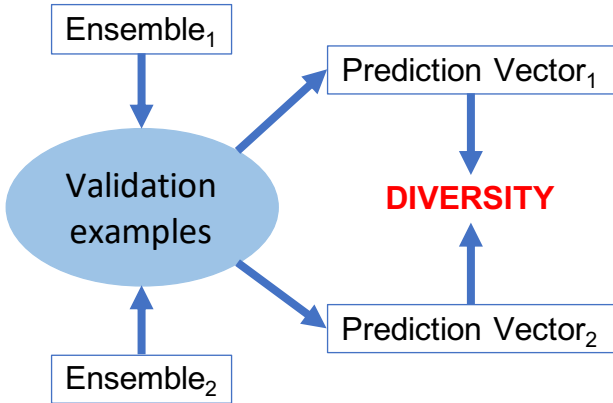 Ensemble₁
Prediction Vector₁
Validation
examples
DIVERSITY
Prediction Vector₂
Ensemble₂